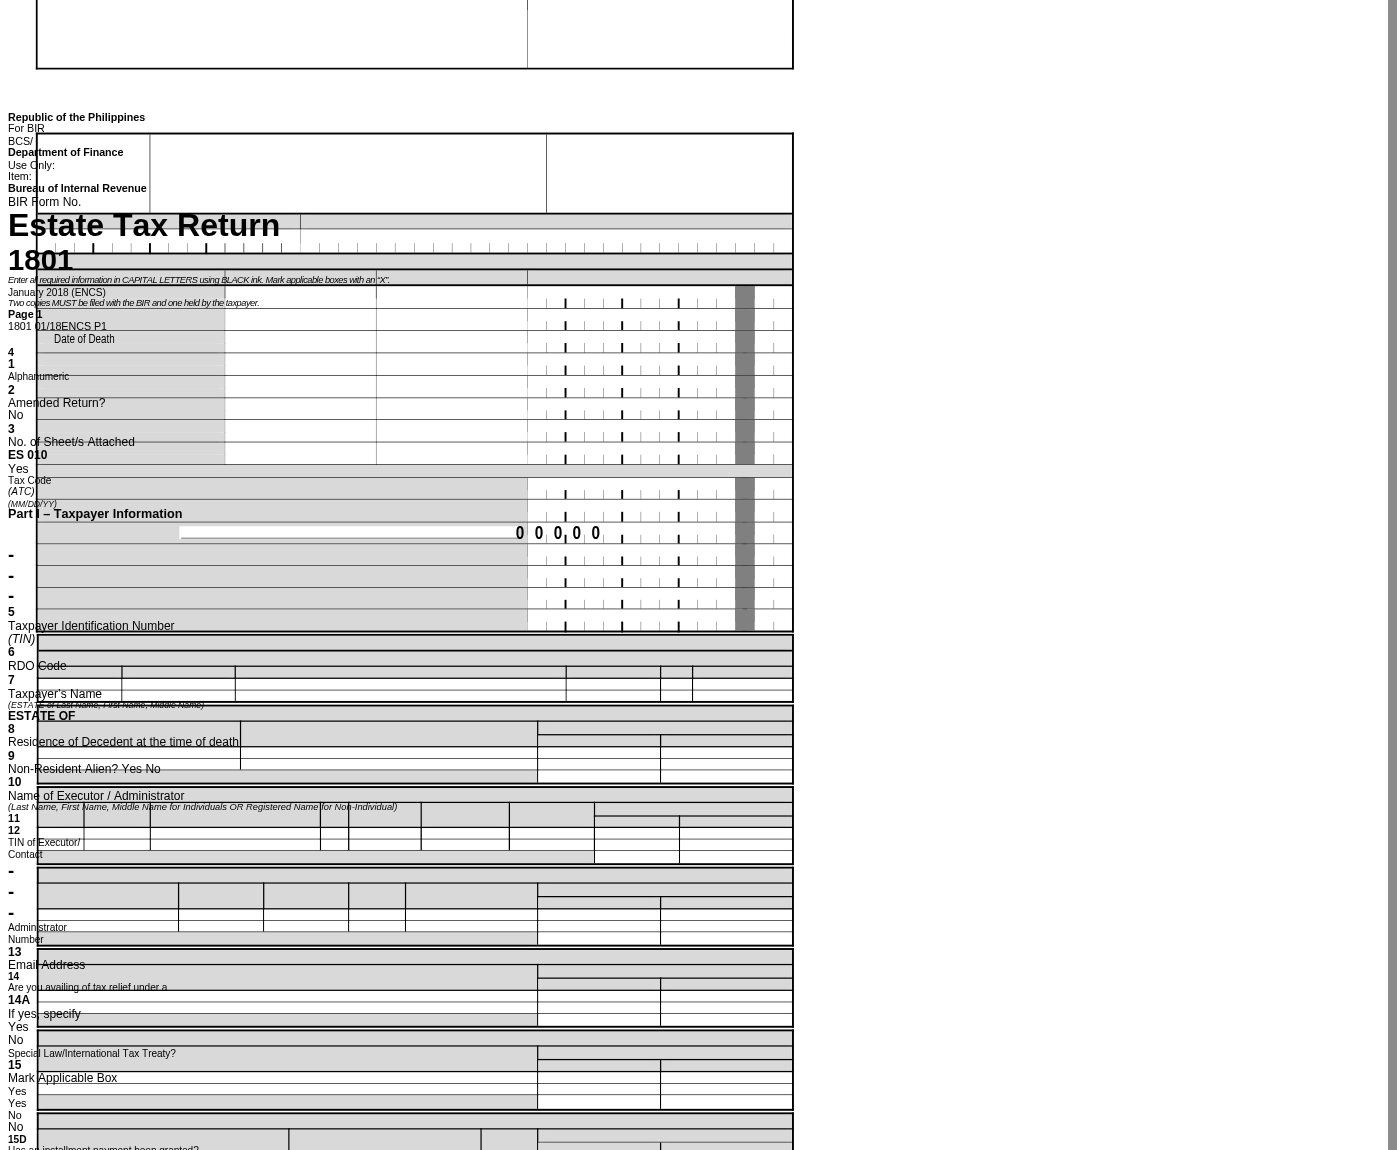 Republic of the Philippines
For BIR
BCS/
Department of Finance
Use Only:
Item:
Bureau of Internal Revenue
BIR Form No.
Estate Tax Return
1801
Enter all required information in CAPITAL LETTERS using BLACK ink. Mark applicable boxes with an "X".
January 2018 (ENCS)
Two copies MUST be filed with the BIR and one held by the taxpayer.
Page 1
1801 01/18ENCS P1
Date of Death
4
1
Alphanumeric
2
Amended Return?
No
3
No. of Sheet/s Attached
ES 010
Yes
Tax Code
(ATC)
(MM/DD/YY)
Part I – Taxpayer Information
0 0 0 0 0
-
-
-
5
Taxpayer Identification Number
(TIN)
6
RDO Code
7
Taxpayer's Name
(ESTATE of Last Name, First Name, Middle Name)
ESTATE OF
8
Residence of Decedent at the time of death
9
Non-Resident Alien? Yes No
10
Name of Executor / Administrator
(Last Name, First Name, Middle Name for Individuals OR Registered Name for Non-Individual)
11
12
TIN of Executor/
Contact
-
-
-
Administrator
Number
13
Email Address
14
Are you availing of tax relief under a
14A
If yes, specify
Yes
No
Special Law/International Tax Treaty?
15
Mark Applicable Box
Yes
Yes
No
No
15D
Has an installment payment been granted?